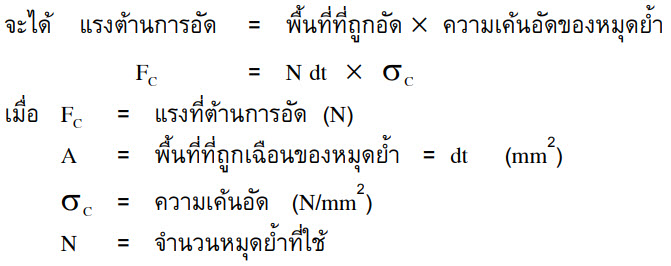 จะได้ แรงต้านการอัด = พื้นที่ที่ถูกอัด × ความเค้นอัดของหมุดย้ำ
F_C = N dt × σ_C
เมื่อ F_C = แรงที่ต้านการอัด (N)
A = พื้นที่ที่ถูกเฉือนของหมุดย้ำ = dt (mm²)
σ_C = ความเค้นอัด (N/mm²)
N = จำนวนหมุดย้ำที่ใช้